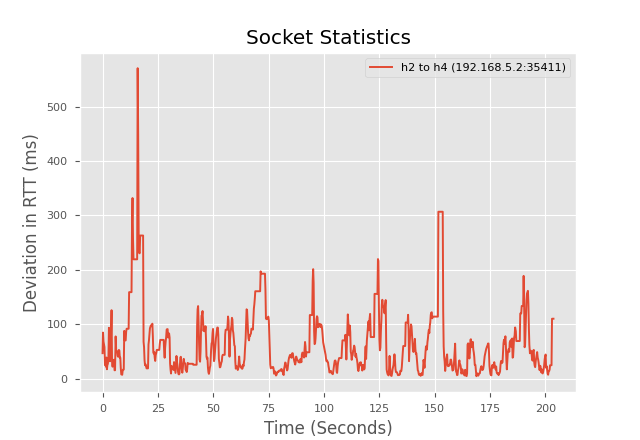 Socket Statistics
h2 to h4 (192.168.5.2:35411)
Deviation in RTT (ms)
500
400
300
200
100
0
0 25 50 75 100 125 150 175 200
Time (Seconds)